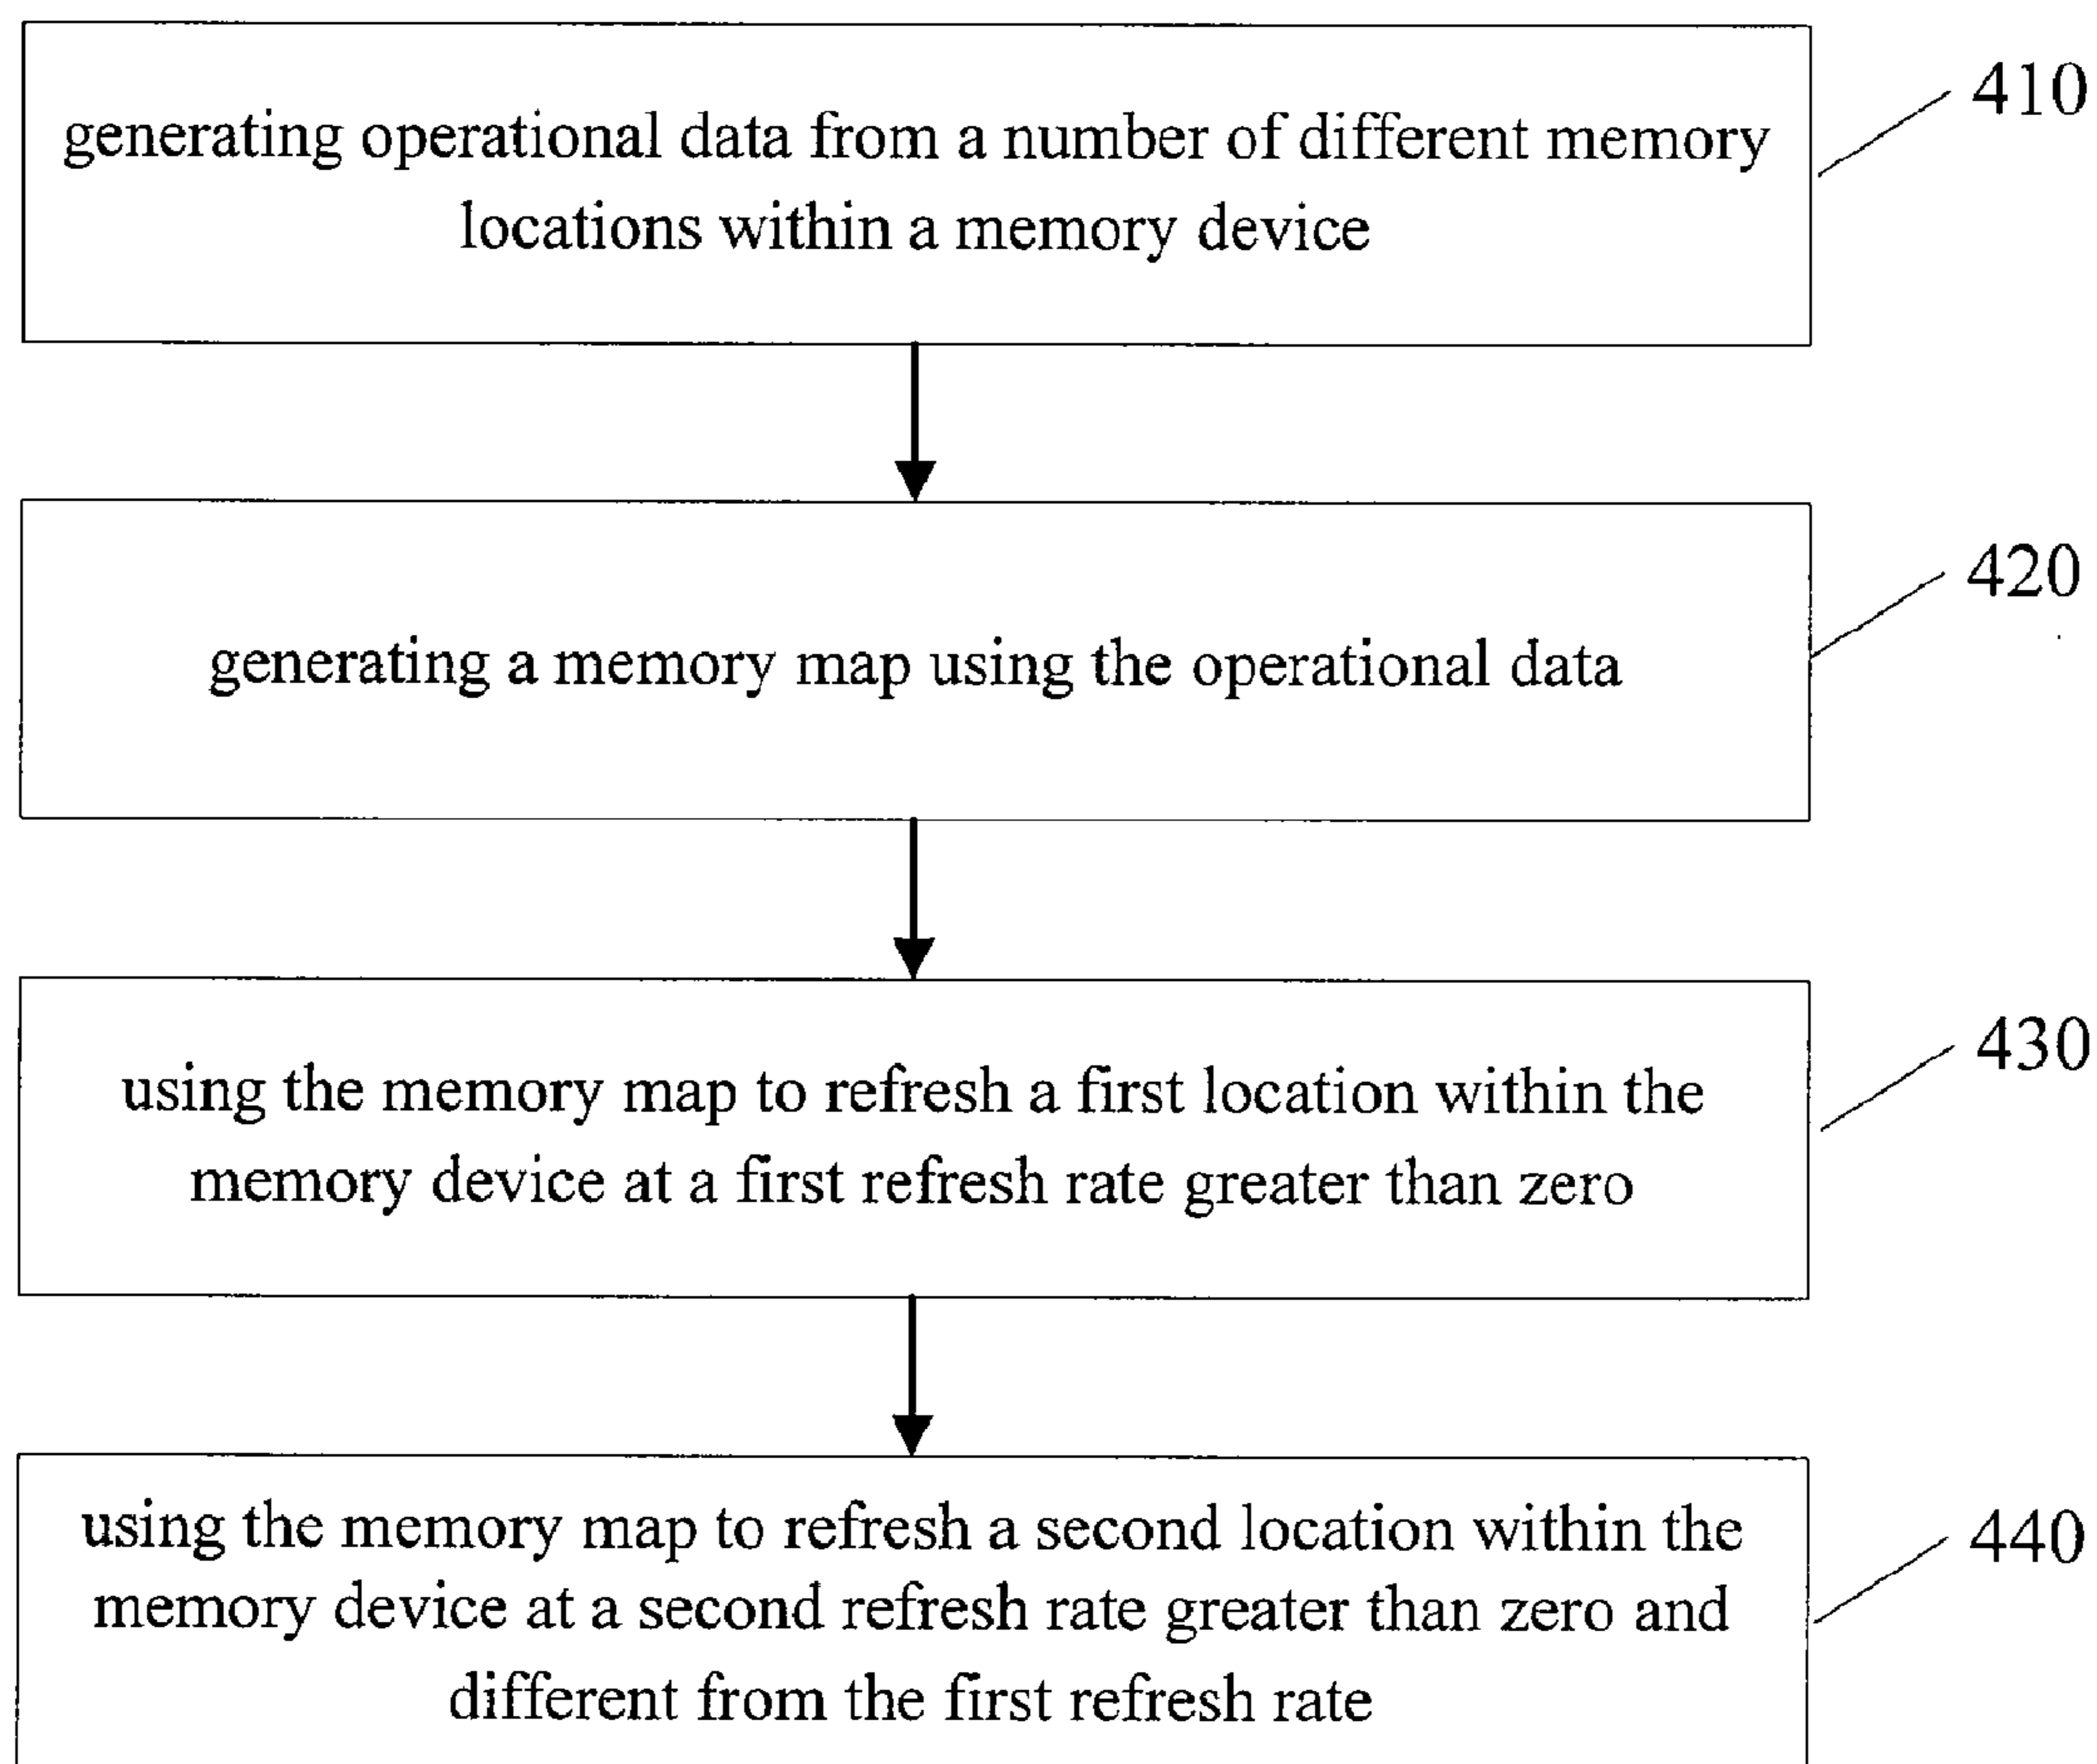 generating operational data from a number of different memory
locations within a memory device
410
generating a memory map using the operational data
420
using the memory map to refresh a first location within the
memory device at a first refresh rate greater than zero
430
using the memory map to refresh a second location within the
memory device at a second refresh rate greater than zero and
different from the first refresh rate
440